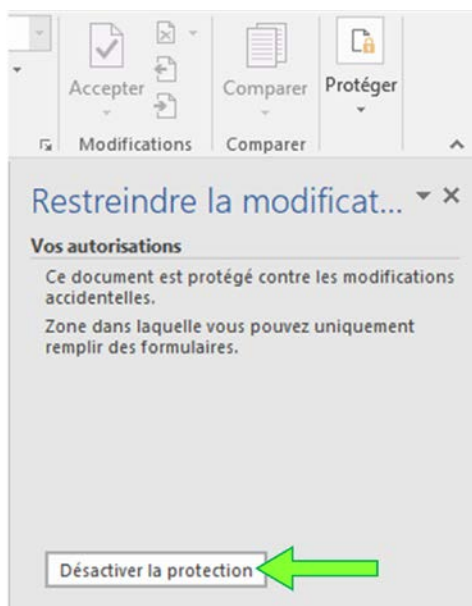 Accepter
Comparer
Protéger
Modifications
Comparer
Restreindre la modificat...
Vos autorisations
Ce document est protégé contre les modifications
accidentelles.
Zone dans laquelle vous pouvez uniquement
remplir des formulaires.
Désactiver la protection